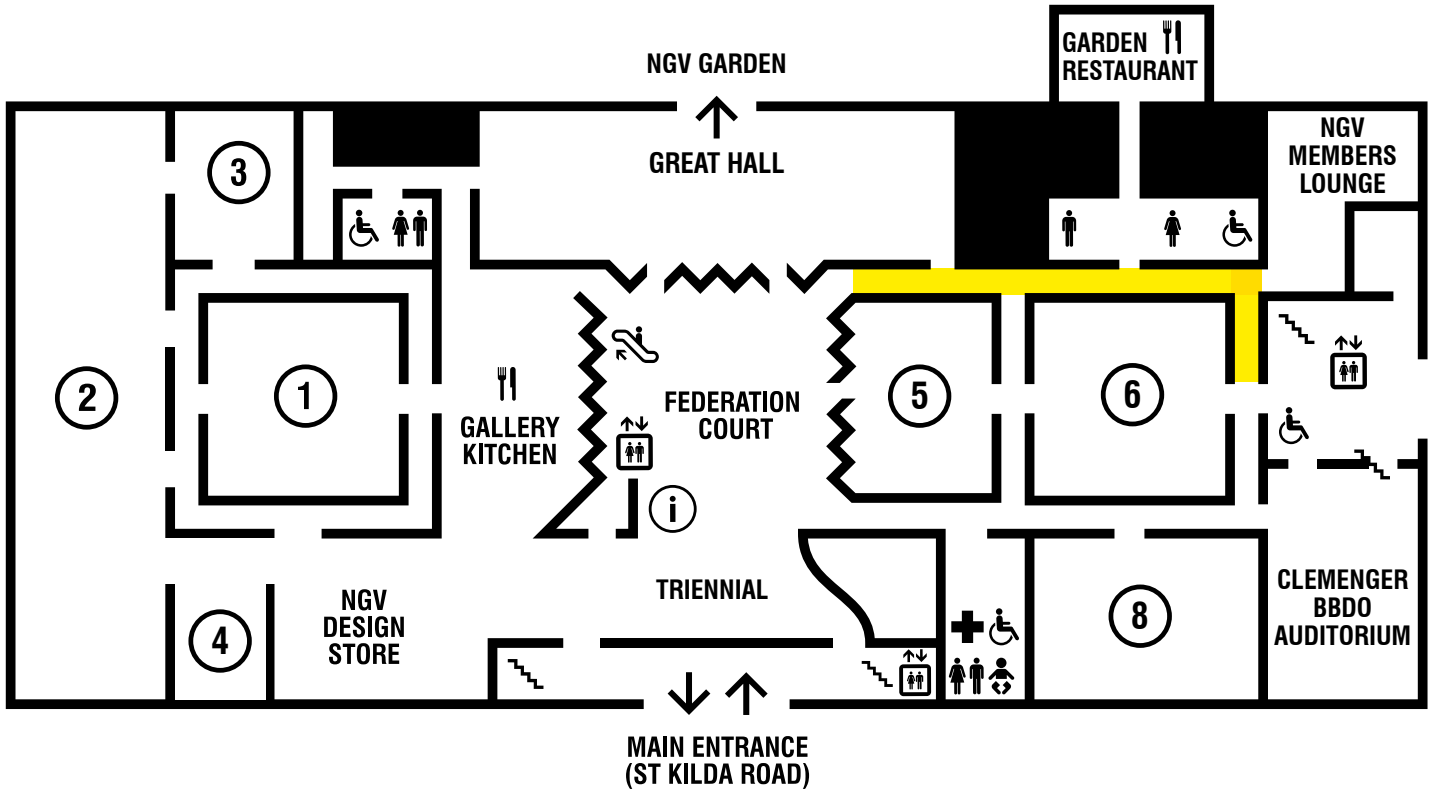 GARDEN
RESTAURANT
NGV GARDEN
GREAT HALL
NGV
MEMBERS
LOUNGE
3
2
1
GALLERY
KITCHEN
FEDERATION
COURT
5
6
i
4
NGV
DESIGN
STORE
TRIENNIAL
8
CLEMENGER
BBDO
AUDITORIUM
MAIN ENTRANCE
(ST KILDA ROAD)